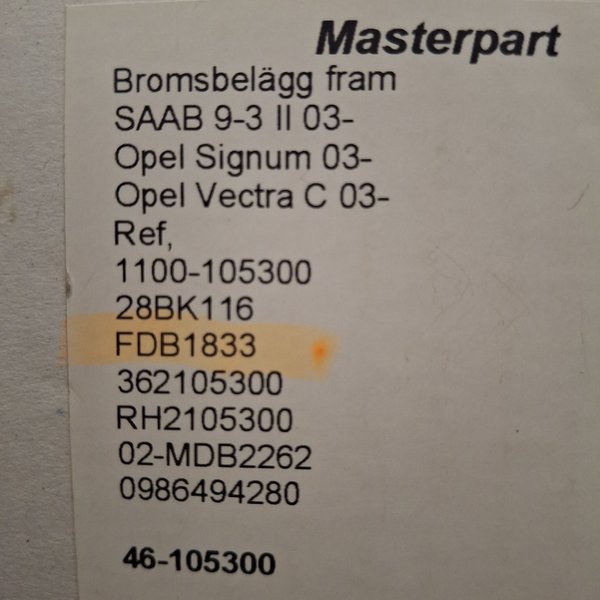 Masterpart
Bromsbelägg fram
SAAB 9-3 II 03-
Opel Signum 03-
Opel Vectra C 03-
Ref,
1100-105300
28BK116
FDB1833
362105300
RH2105300
02-MDB2262
0986494280
46-105300